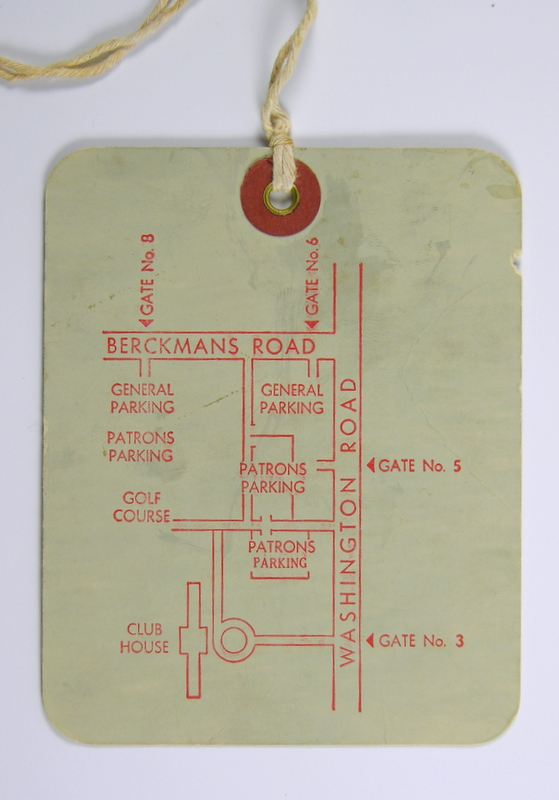 GATE No. 8
GATE No. 6
BERCKMANS ROAD
GENERAL
PARKING
GENERAL
PARKING
PATRONS
PARKING
PATRONS
PARKING
WASHINGTON ROAD
GATE No. 5
GOLF
COURSE
PATRONS
PARKING
CLUB
HOUSE
GATE No. 3